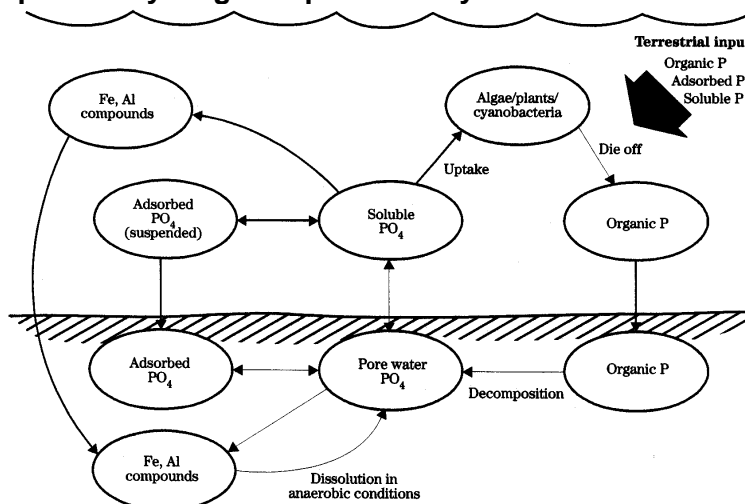 Terrestrial inpu
Organic P
Adsorbed P
Soluble P
Fe, Al
compounds
Algae/plants/
cyanobacteria
Die off
Uptake
Adsorbed
PO4
(suspended)
Soluble
PO4
Organic P
Adsorbed
PO4
Pore water
PO4
Organic P
Decomposition
Fe, Al
compounds
Dissolution in
anaerobic conditions